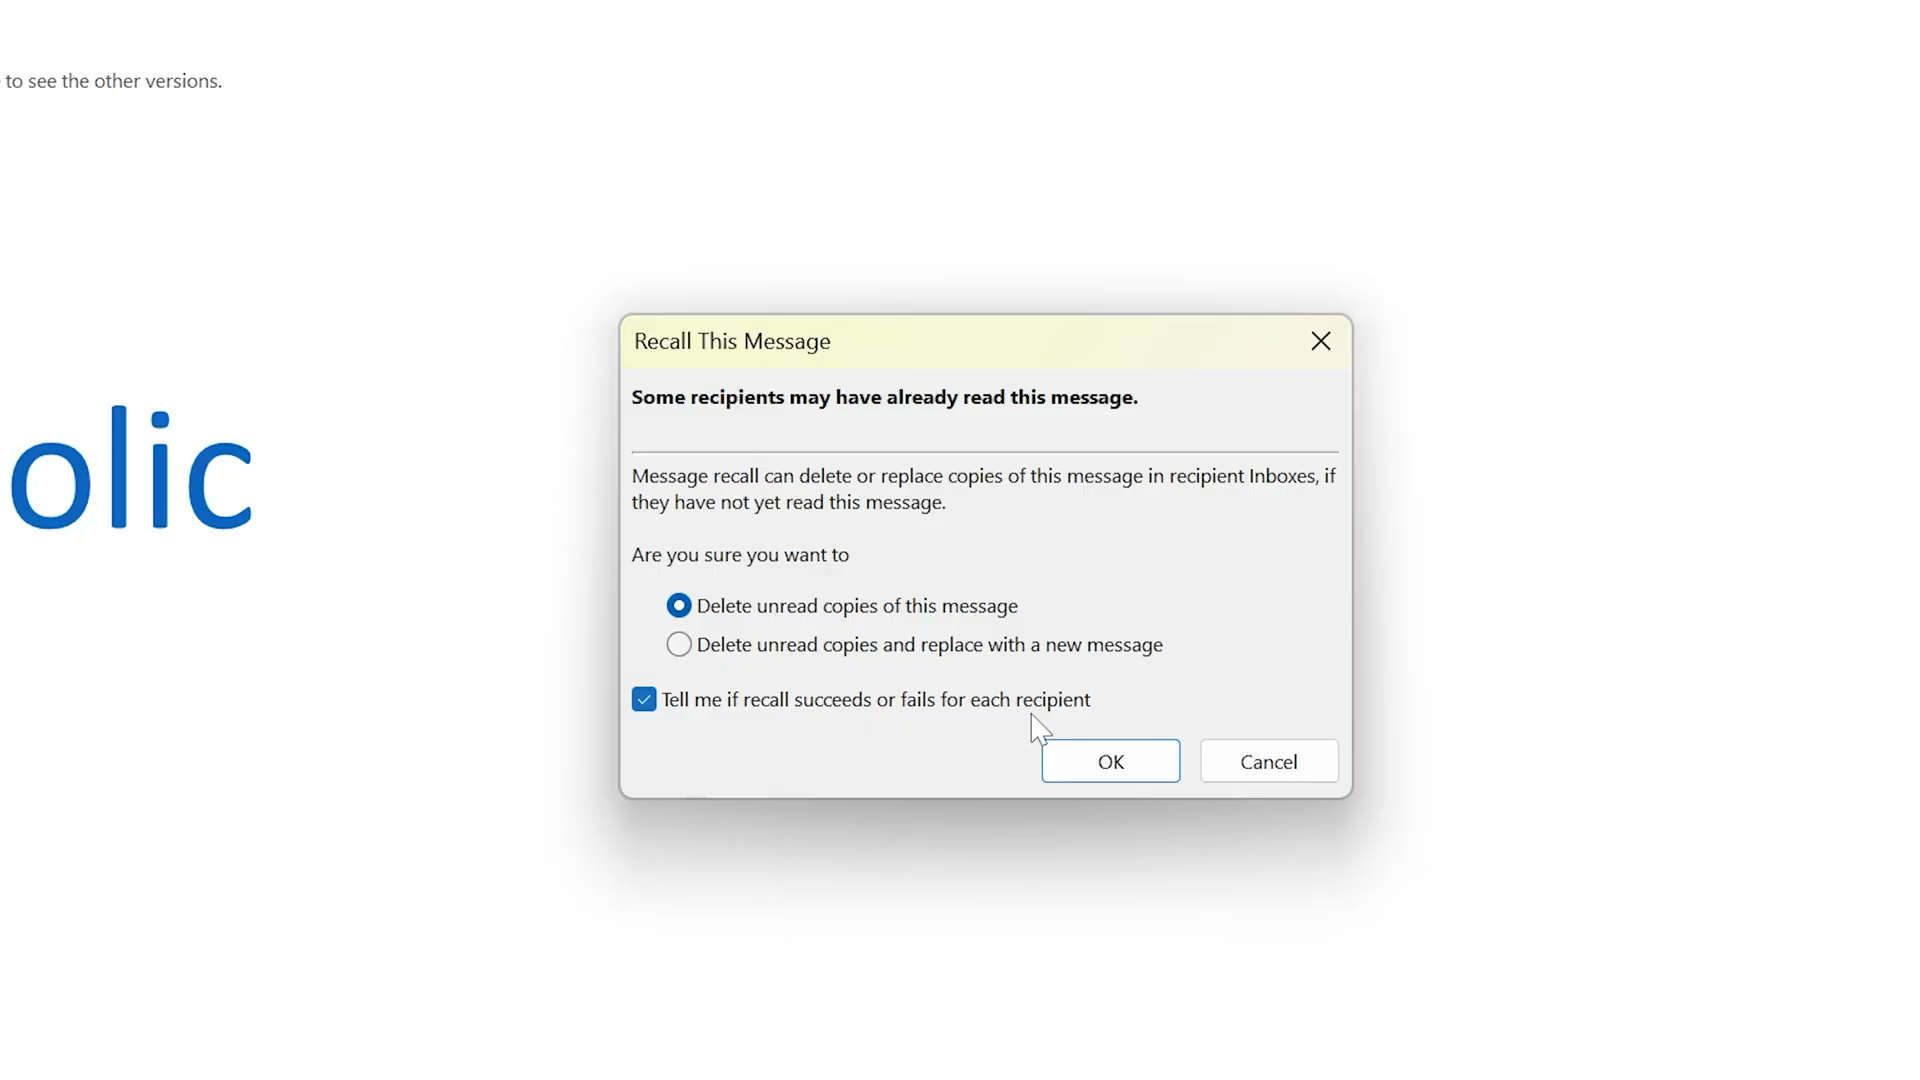 to see the other versions.
olic
Recall This Message
Some recipients may have already read this message.
Message recall can delete or replace copies of this message in recipient Inboxes, if
they have not yet read this message.
Are you sure you want to
Delete unread copies of this message
Delete unread copies and replace with a new message
Tell me if recall succeeds or fails for each recipient
OK
Cancel